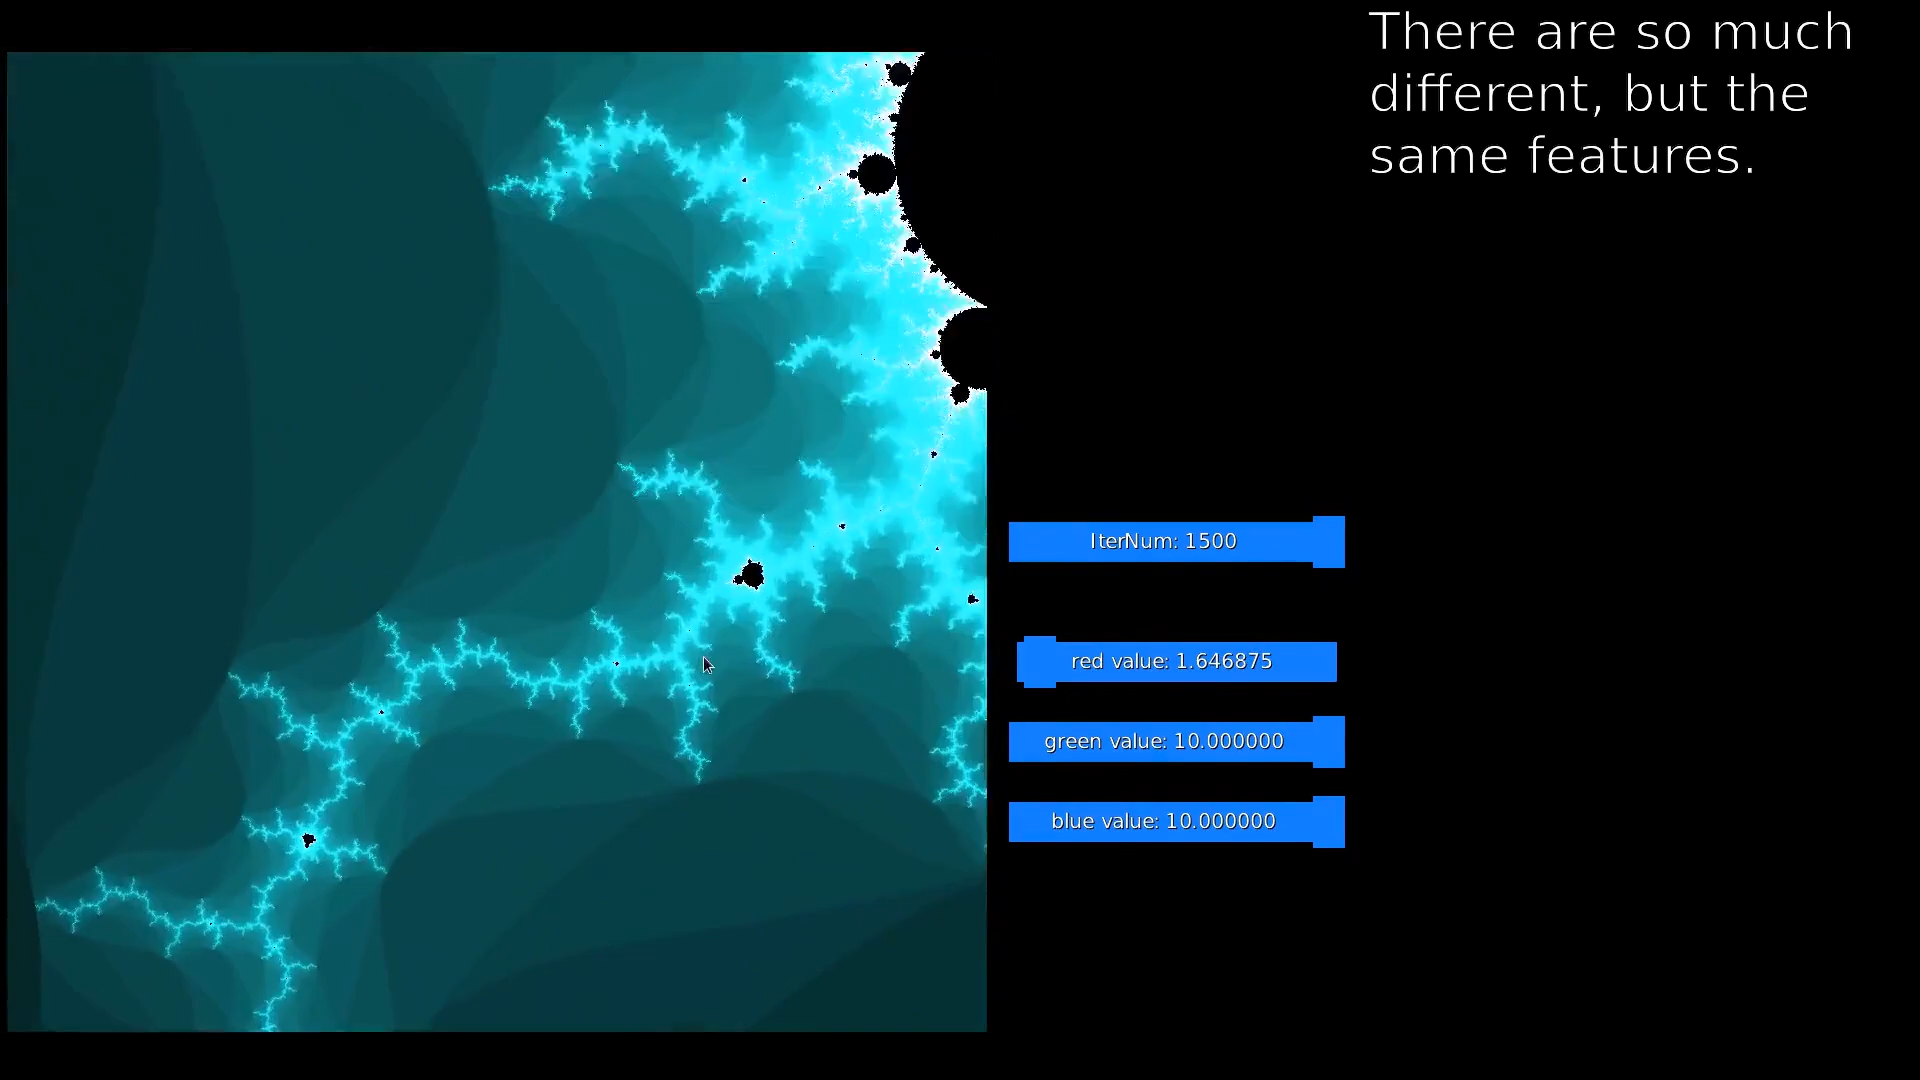 There are so much
different, but the
same features.
IterNum: 1500
red value: 1.646875
green value: 10.000000
blue value: 10.000000